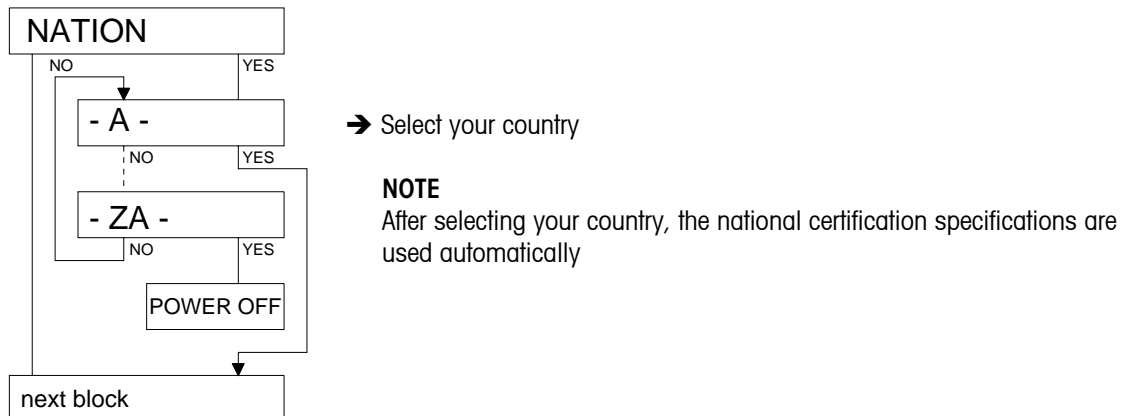 NATION
NO YES
- A -
➔ Select your country
NO YES
NOTE
After selecting your country, the national certification specifications are
used automatically
- ZA -
NO YES
POWER OFF
next block